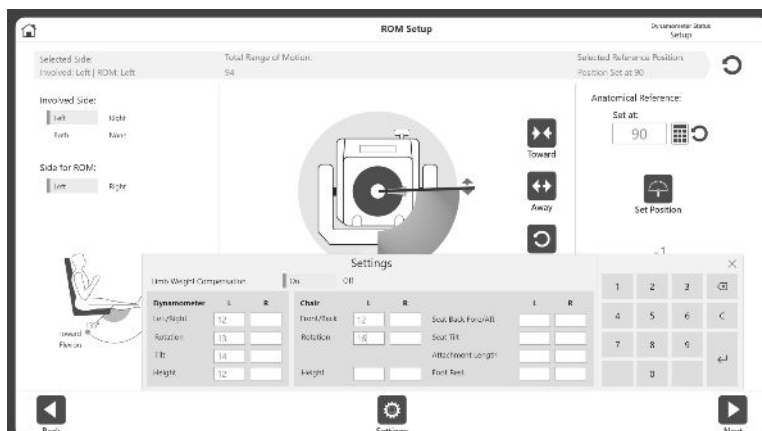 ROM Setup
Dynamometer Status
Setup
Selected Side:
Involved: Left | ROM: Left
Total Range of Motion:
94
Selected Reference Position:
Position Set at 90
Involved Side:
Left Right
Both None
Side for ROM:
Left Right
Toward
Away
Anatomical Reference:
Set at:
90
Set Position
-1
135°
Toward
Flexion
Settings
Limb Weight Compensation On Off
Dynamometer L R
Left/Right 12
Rotation 13
Tilt 14
Height 12
Chair L R
Front/Back 12
Rotation 16
Height
L R
Seat Back Fore/Aft
Seat Tilt
Attachment Length
Foot Rest
1 2 3
4 5 6 C
7 8 9
0
Back
Settings
Next